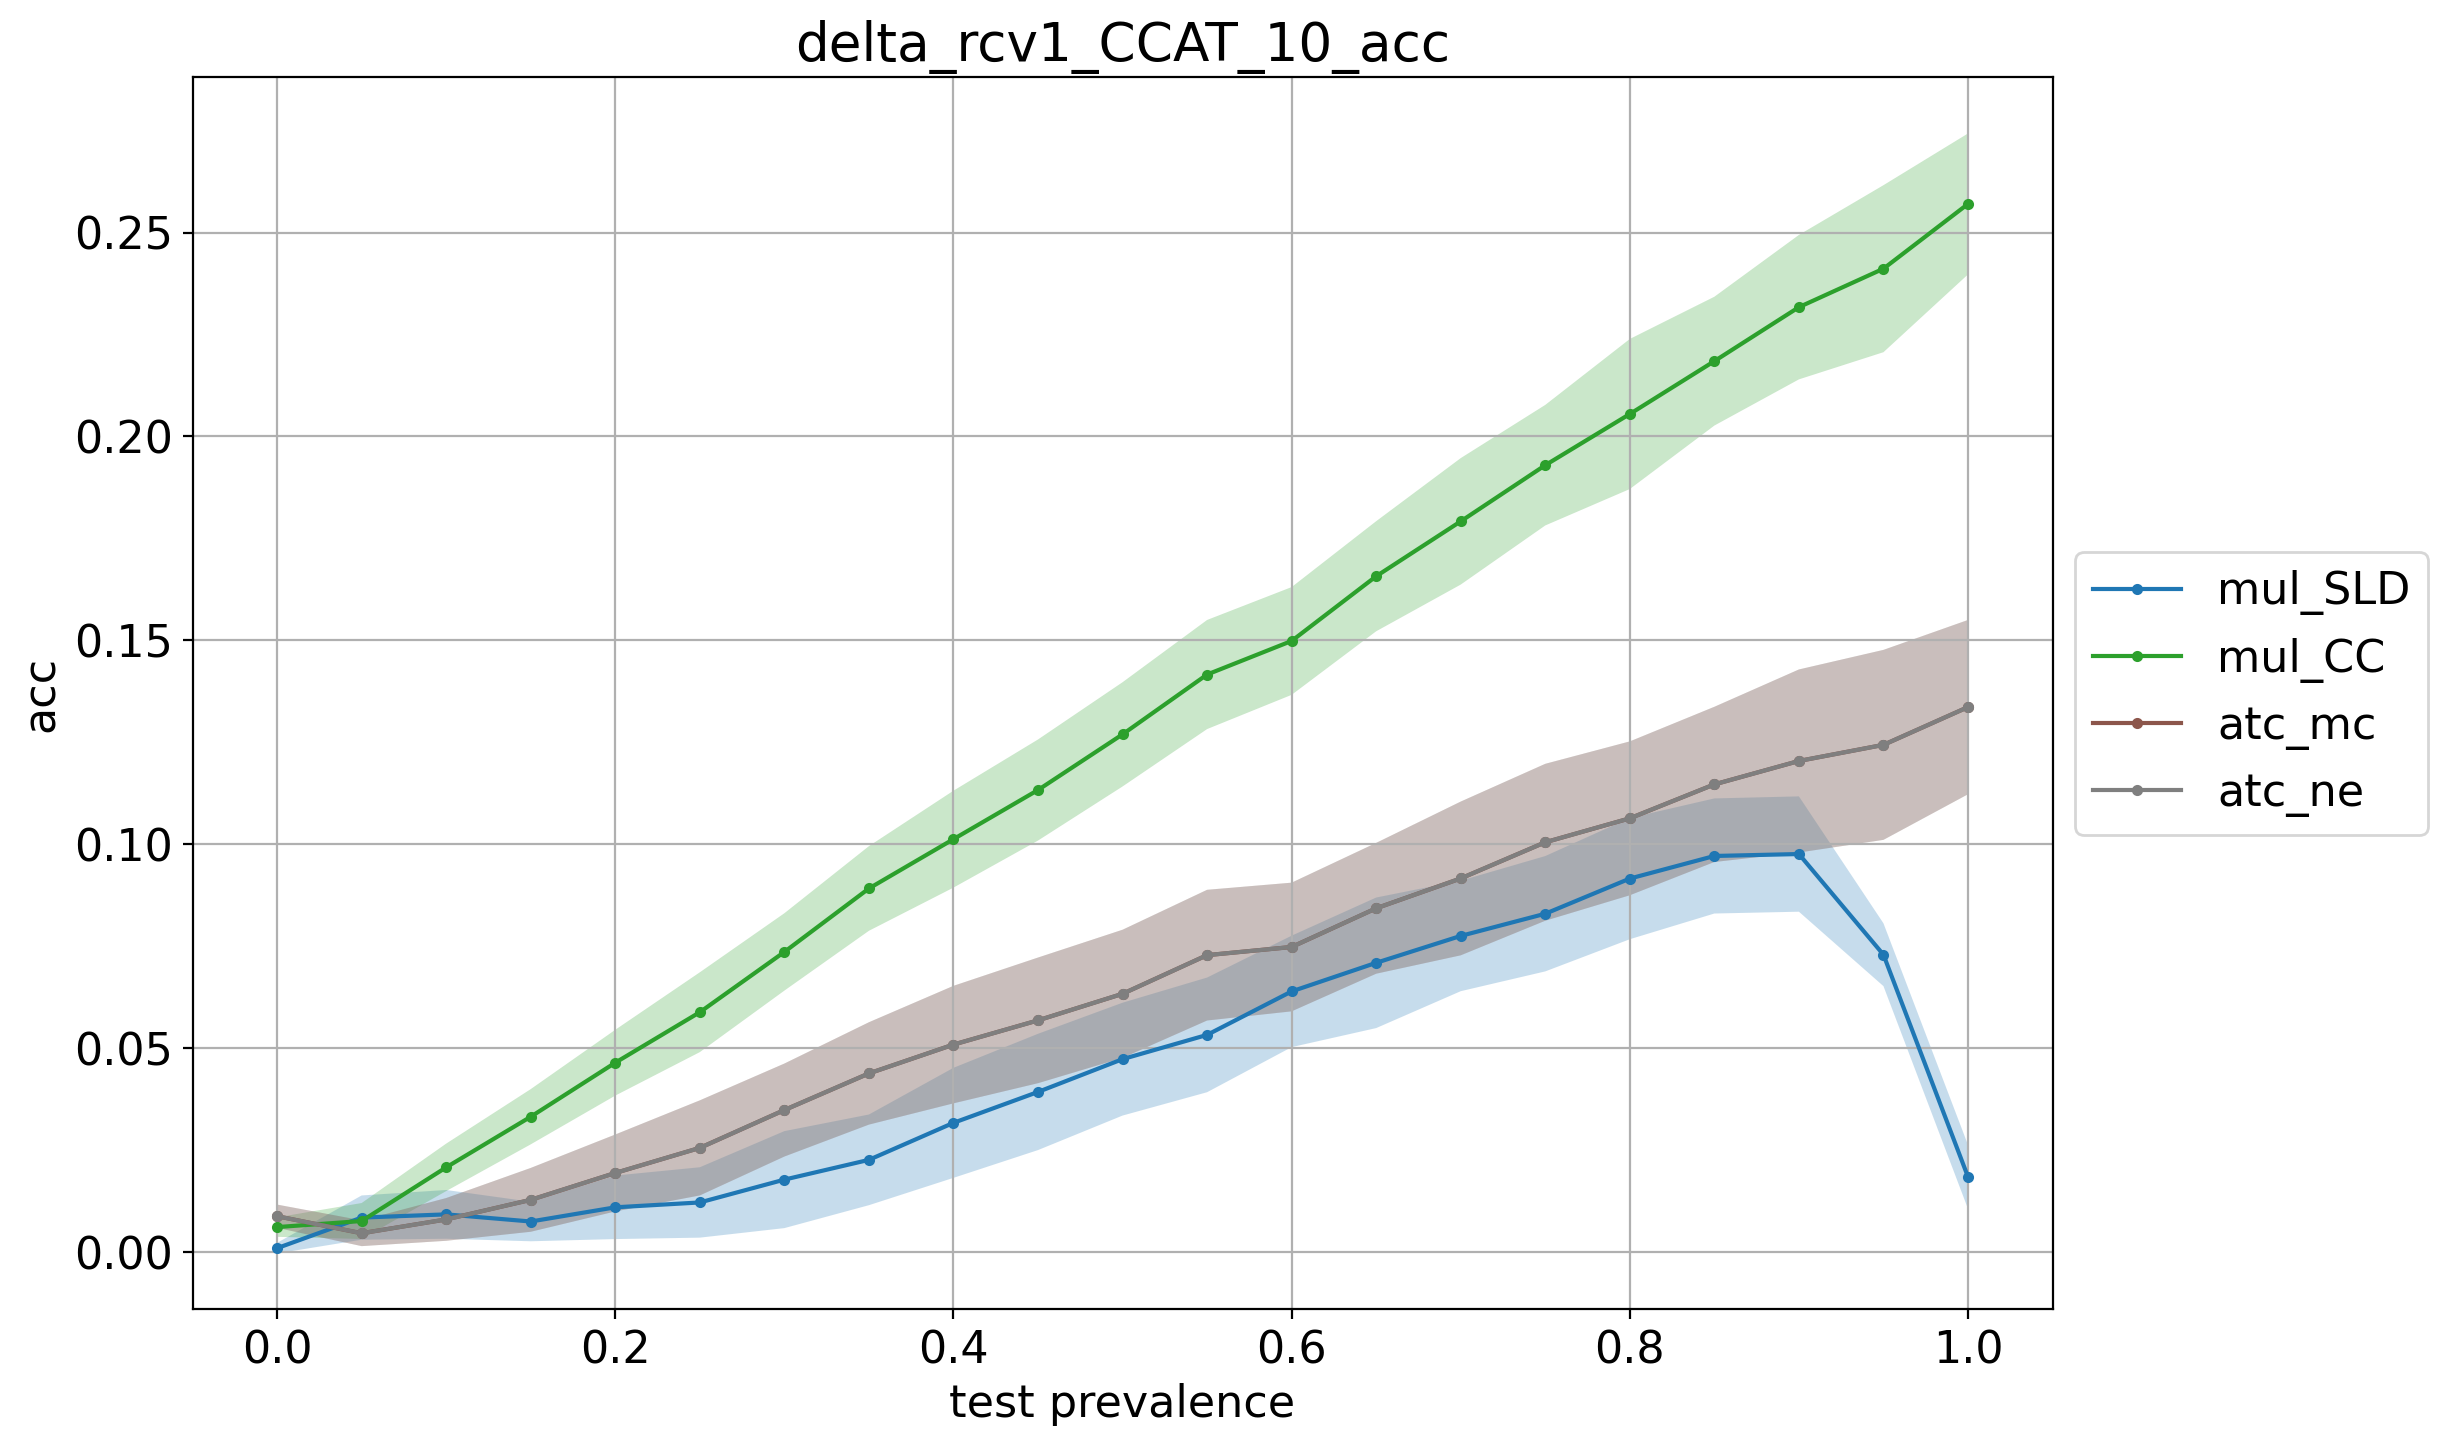 delta_rcv1_CCAT_10_acc
acc
0.25
0.20
0.15
0.10
0.05
0.00
0.0 0.2 0.4 0.6 0.8 1.0
test prevalence
mul_SLD
mul_CC
atc_mc
atc_ne